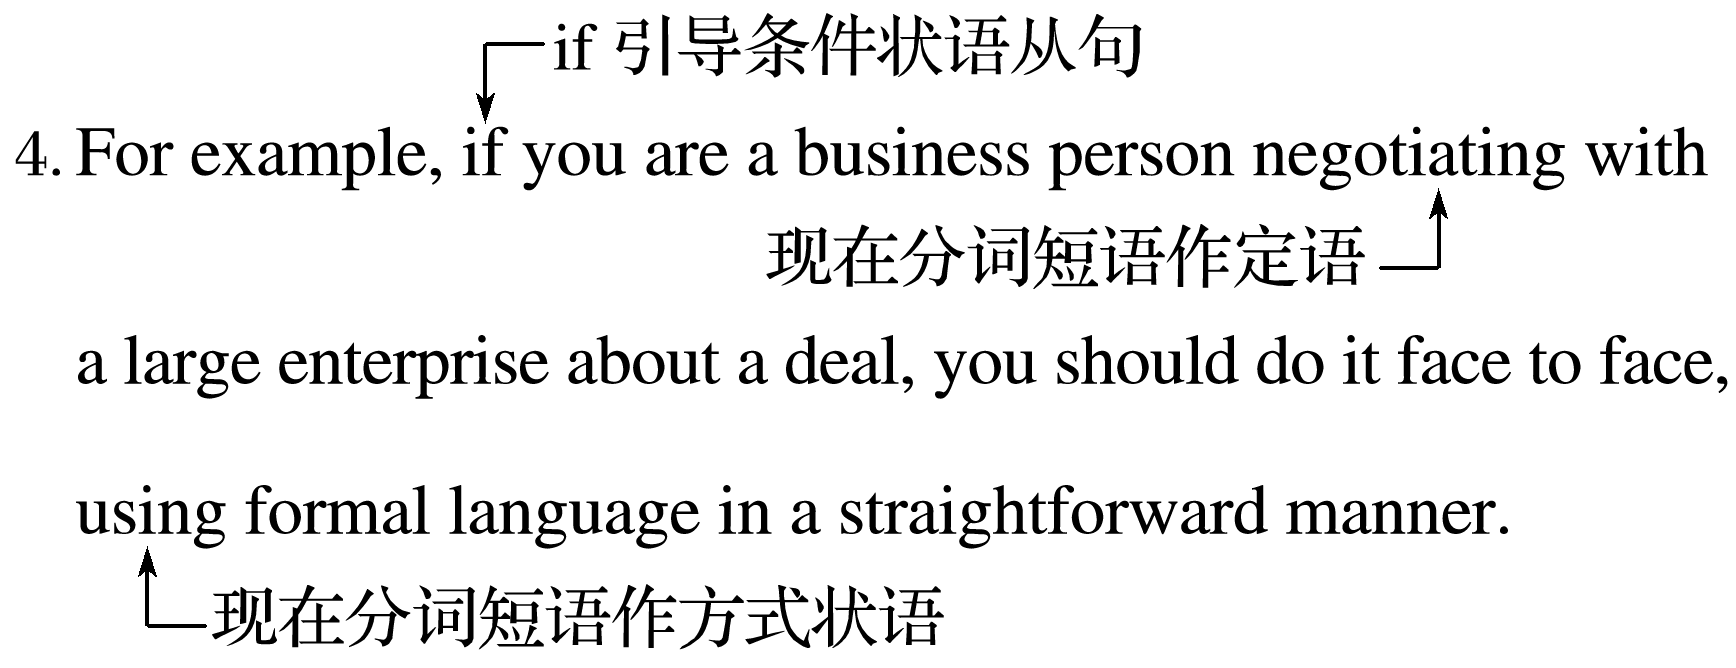 if 引导条件状语从句
4. For example, if you are a business person negotiating with
现在分词短语作定语
a large enterprise about a deal, you should do it face to face,
using formal language in a straightforward manner.
现在分词短语作方式状语